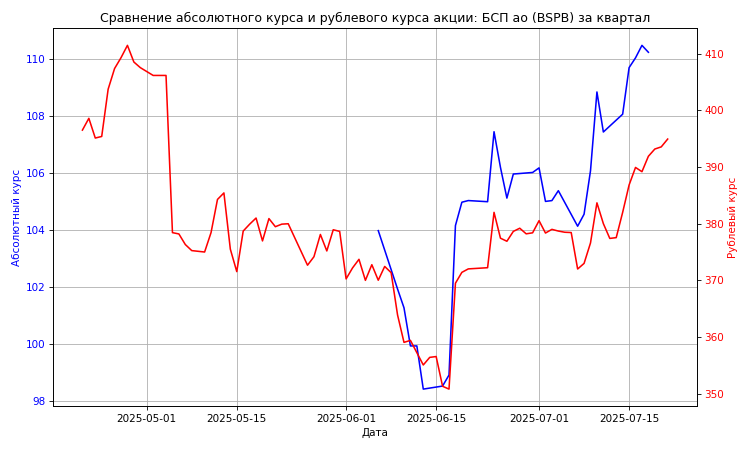 Сравнение абсолютного курса и рублевого курса акции: БСП ао (BSPB) за квартал
110
108
106
104
102
100
98
Абсолютный курс
410
400
390
380
370
360
350
Рублевый курс
2025-05-01 2025-05-15 2025-06-01 2025-06-15 2025-07-01 2025-07-15
Дата